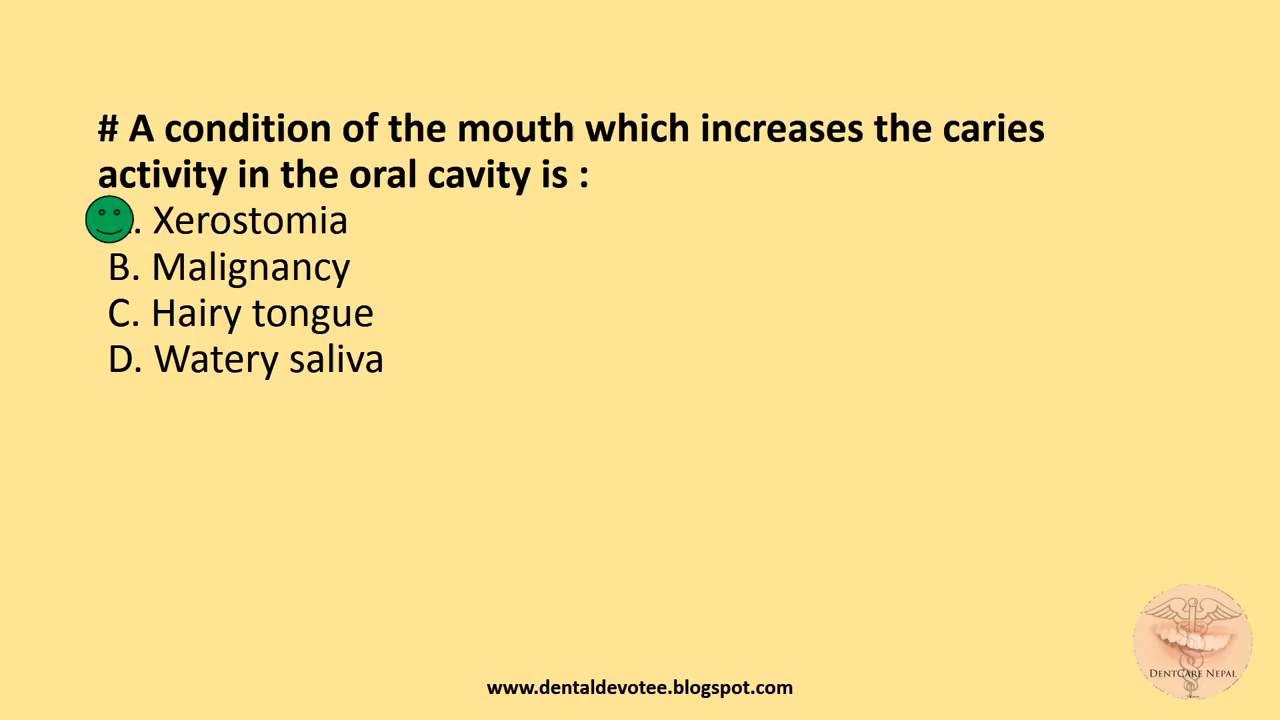 # A condition of the mouth which increases the caries
activity in the oral cavity is :
. Xerostomia
B. Malignancy
C. Hairy tongue
D. Watery saliva
DentCare Nepal
www.dentaldevotee.blogspot.com